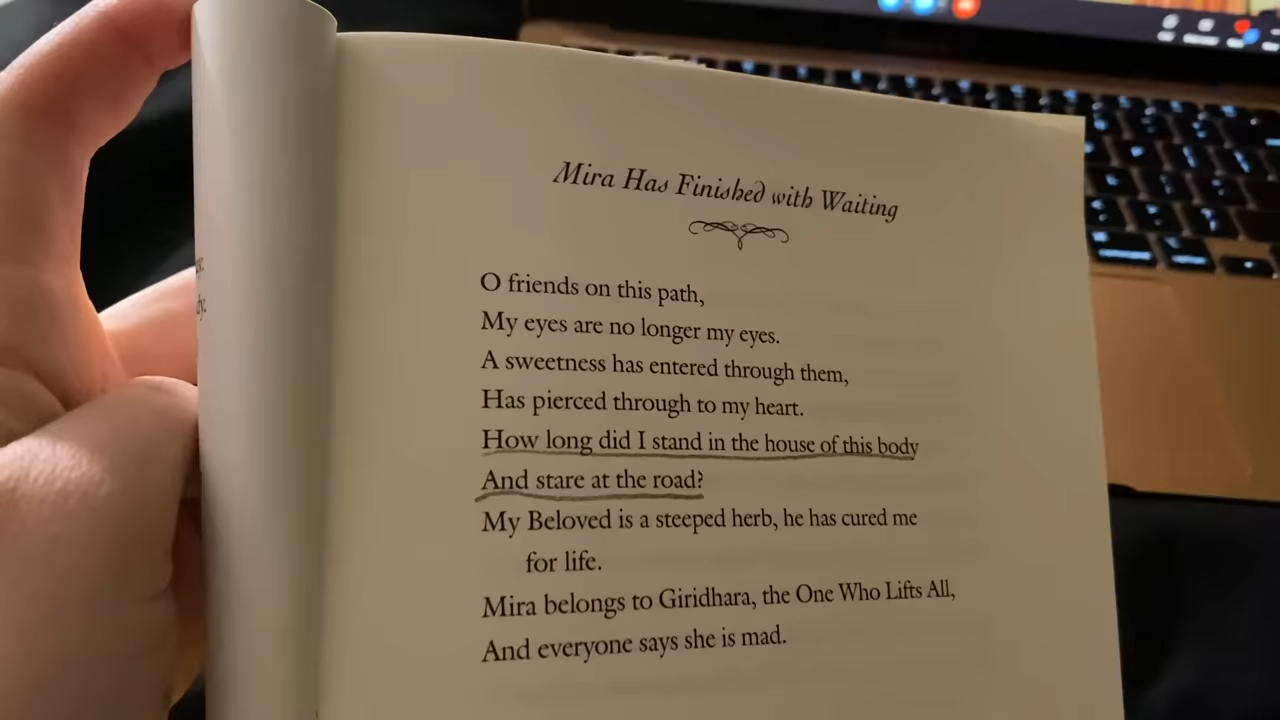 Mira Has Finished with Waiting
O friends on this path,
My eyes are no longer my eyes.
A sweetness has entered through them,
Has pierced through to my heart.
How long did I stand in the house of this body
And stare at the road?
My Beloved is a steeped herb, he has cured me
for life.
Mira belongs to Giridhara, the One Who Lifts All,
And everyone says she is mad.